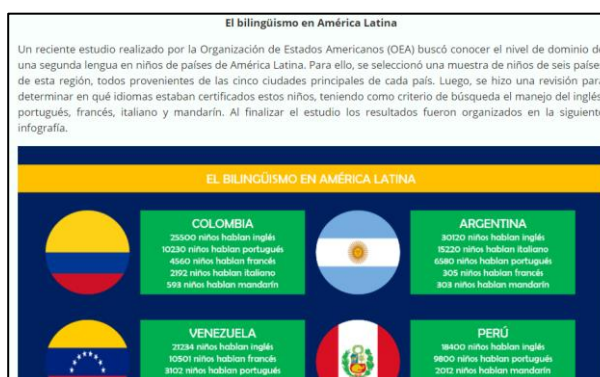 El bilingüismo en América Latina
Un reciente estudio realizado por la Organización de Estados Americanos (OEA) buscó conocer el nivel de dominio de
una segunda lengua en niños de países de América Latina. Para ello, se seleccionó una muestra de niños de seis países
de esta región, todos provenientes de las cinco ciudades principales de cada país. Luego, se hizo una revisión para
determinar en qué idiomas estaban certificados estos niños, teniendo como criterio de búsqueda el manejo del inglés,
portugués, francés, italiano y mandarín. Al finalizar el estudio los resultados fueron organizados en la siguiente
infografía.
EL BILINGÜISMO EN AMÉRICA LATINA
COLOMBIA
25500 niños hablan inglés
10230 niños hablan portugués
4560 niños hablan francés
2192 niños hablan italiano
593 niños hablan mandarín
ARGENTINA
30120 niños hablan inglés
15220 niños hablan italiano
6580 niños hablan portugués
305 niños hablan francés
303 niños hablan mandarín
VENEZUELA
21234 niños hablan inglés
10501 niños hablan francés
3102 niños hablan portugués
PERÚ
18400 niños hablan inglés
9800 niños hablan portugués
2012 niños hablan mandarín